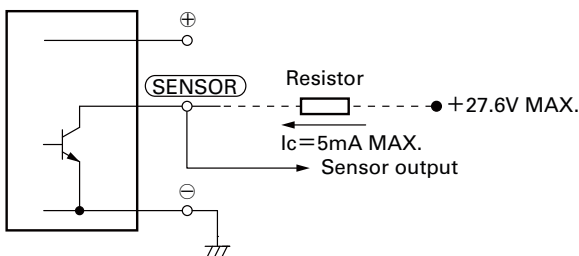 ⊕
SENSOR
Resistor
+27.6V MAX.
Ic=5mA MAX.
Sensor output
⊖